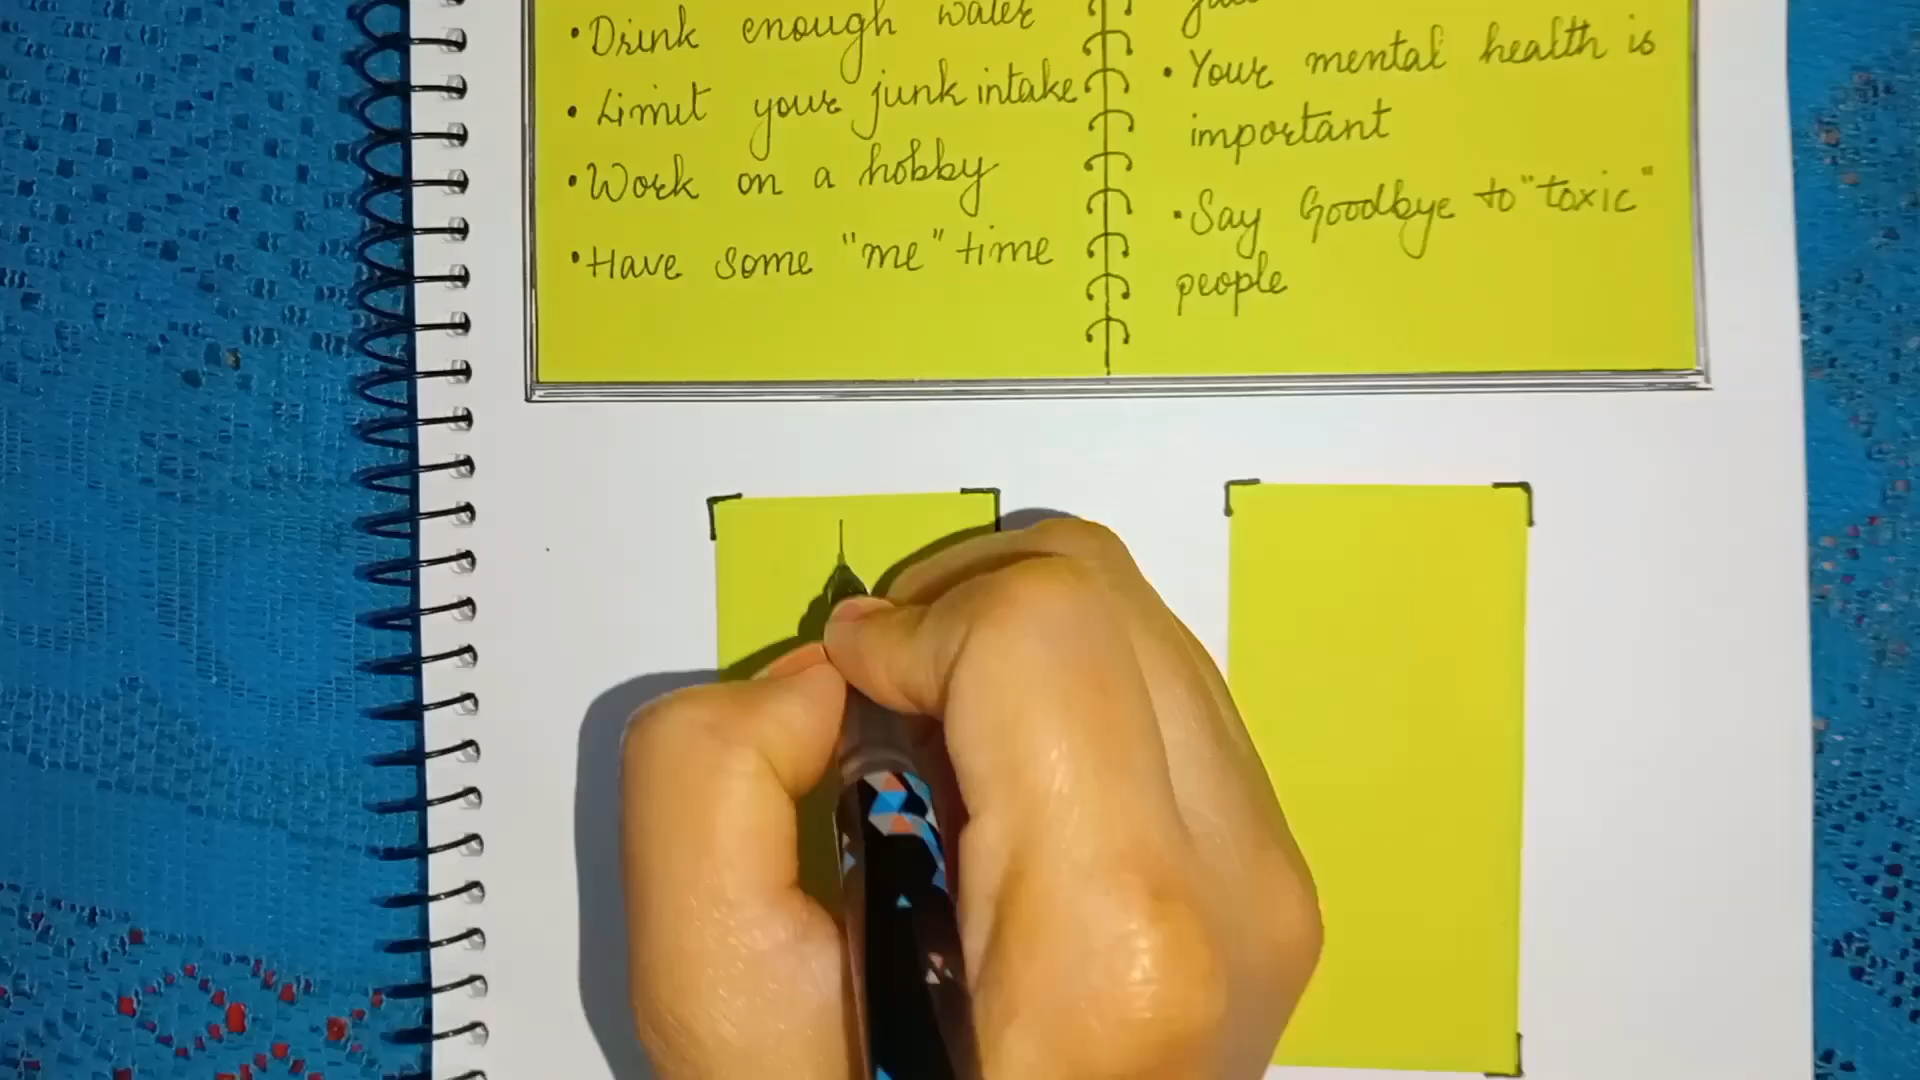 •Drink enough water
•Limit your junk intake
•Work on a hobby
•Have some "me" time
•Your mental health is
important
•Say Goodbye to "toxic"
people